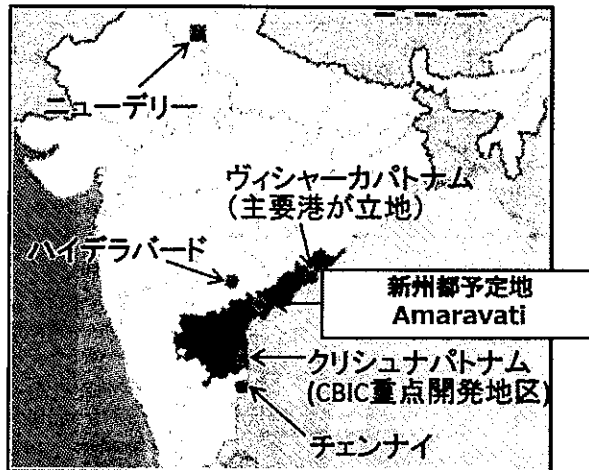 ニューデリー
ヴィシャーカパトナム
(主要港が立地)
ハイデラバード
新州都予定地
Amaravati
クリシュナパトナム
(CBIC重点開発地区)
チェンナイ